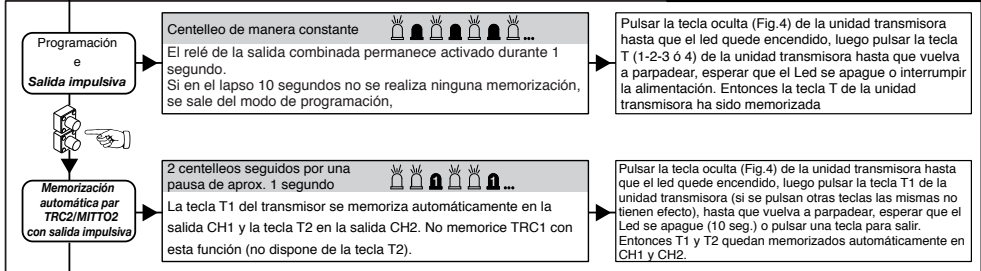 Programación
e
Salida impulsiva
Centelleo de manera constante
...
El relé de la salida combinada permanece activado durante 1
segundo.
Si en el lapso 10 segundos no se realiza ninguna memorización,
se sale del modo de programación,
Pulsar la tecla oculta (Fig.4) de la unidad transmisora
hasta que el led quede encendido, luego pulsar la tecla
T (1-2-3 ó 4) de la unidad transmisora hasta que vuelva
a parpadear, esperar que el Led se apague o interrumpir
la alimentación. Entonces la tecla T de la unidad
transmisora ha sido memorizada
Memorización
automática par
TRC2/MITTO2
con salida impulsiva
2 centelleos seguidos por una
pausa de aprox. 1 segundo
1 1 ...
La tecla T1 del transmisor se memoriza automáticamente en la
salida CH1 y la tecla T2 en la salida CH2. No memorice TRC1 con
esta función (no dispone de la tecla T2).
Pulsar la tecla oculta (Fig.4) de la unidad transmisora hasta
que el led quede encendido, luego pulsar la tecla T1 de la
unidad transmisora (si se pulsan otras teclas las mismas no
tienen efecto), hasta que vuelva a parpadear, esperar que el
Led se apague (10 seg.) o pulsar una tecla para salir.
Entonces T1 y T2 quedan memorizados automáticamente en
CH1 y CH2.